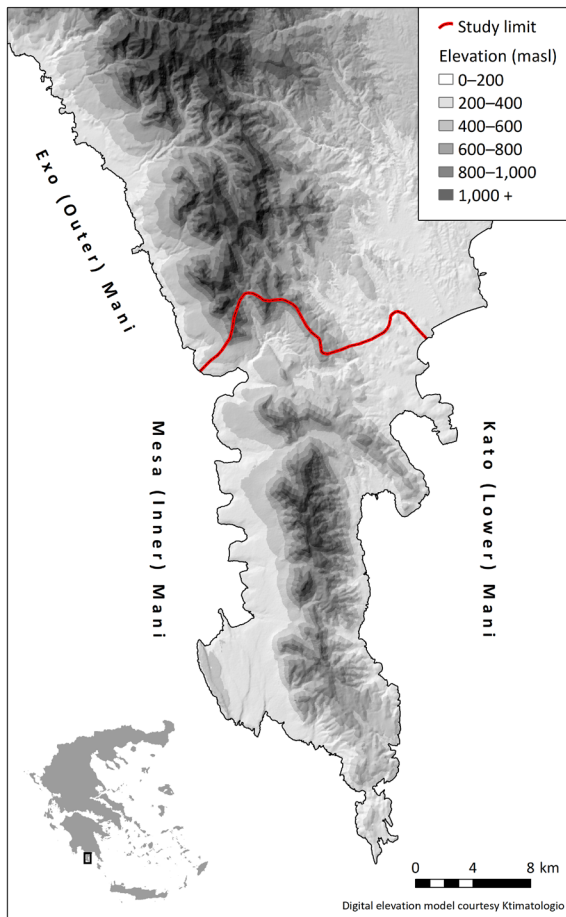 Study limit
Elevation (masl)
0–200
200–400
400–600
600–800
800–1,000
1,000 +
Exo (Outer) Mani
Mesa (Inner) Mani
Kato (Lower) Mani
0 4 8 km
Digital elevation model courtesy Ktimatologio